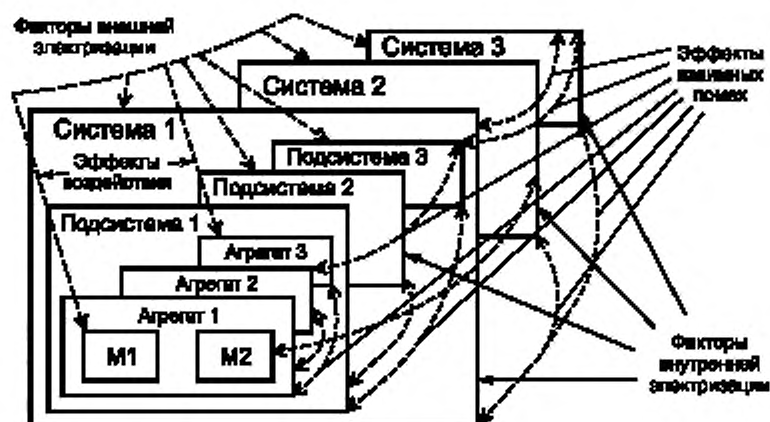 Факторы внешней
электризации
Система 3
Эффекты
взаимных
помех
Система 2
Система 1
Эффекты
воздействия
Подсистема 3
Подсистема 2
Подсистема 1
Агрегат 3
Агрегат 2
Агрегат 1
М1
М2
Факторы
внутренней
электризации